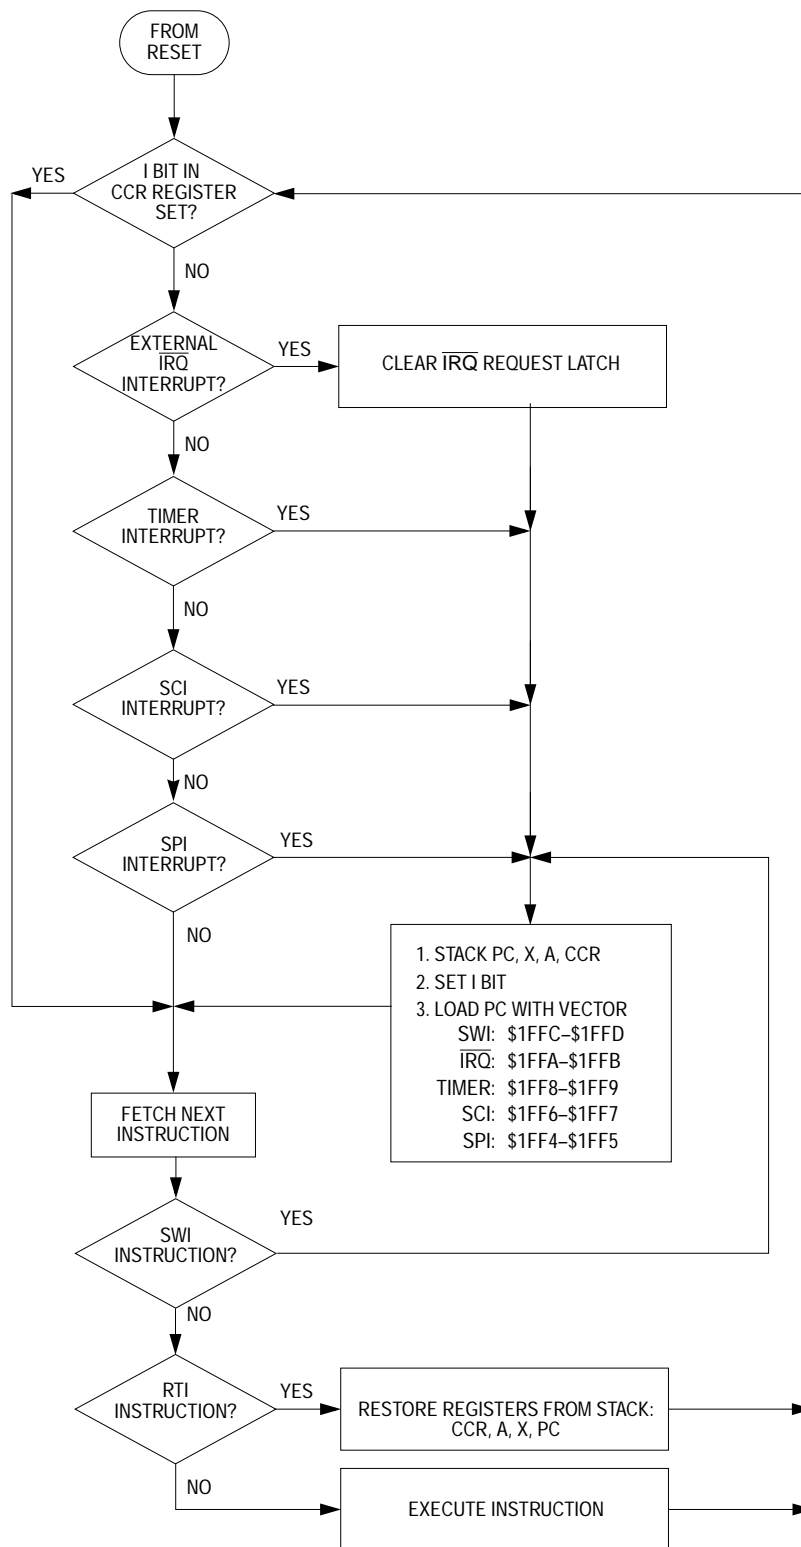 FROM
RESET
YES
I BIT IN
CCR REGISTER
SET?
NO
EXTERNAL
IRQ
INTERRUPT?
YES
CLEAR IRQ REQUEST LATCH
NO
TIMER
INTERRUPT?
YES
NO
SCI
INTERRUPT?
YES
NO
SPI
INTERRUPT?
YES
NO
1. STACK PC, X, A, CCR
2. SET I BIT
3. LOAD PC WITH VECTOR
SWI: $1FFC–$1FFD
IRQ: $1FFA–$1FFB
TIMER: $1FF8–$1FF9
SCI: $1FF6–$1FF7
SPI: $1FF4–$1FF5
FETCH NEXT
INSTRUCTION
SWI
INSTRUCTION?
YES
NO
RTI
INSTRUCTION?
YES
RESTORE REGISTERS FROM STACK:
CCR, A, X, PC
NO
EXECUTE INSTRUCTION